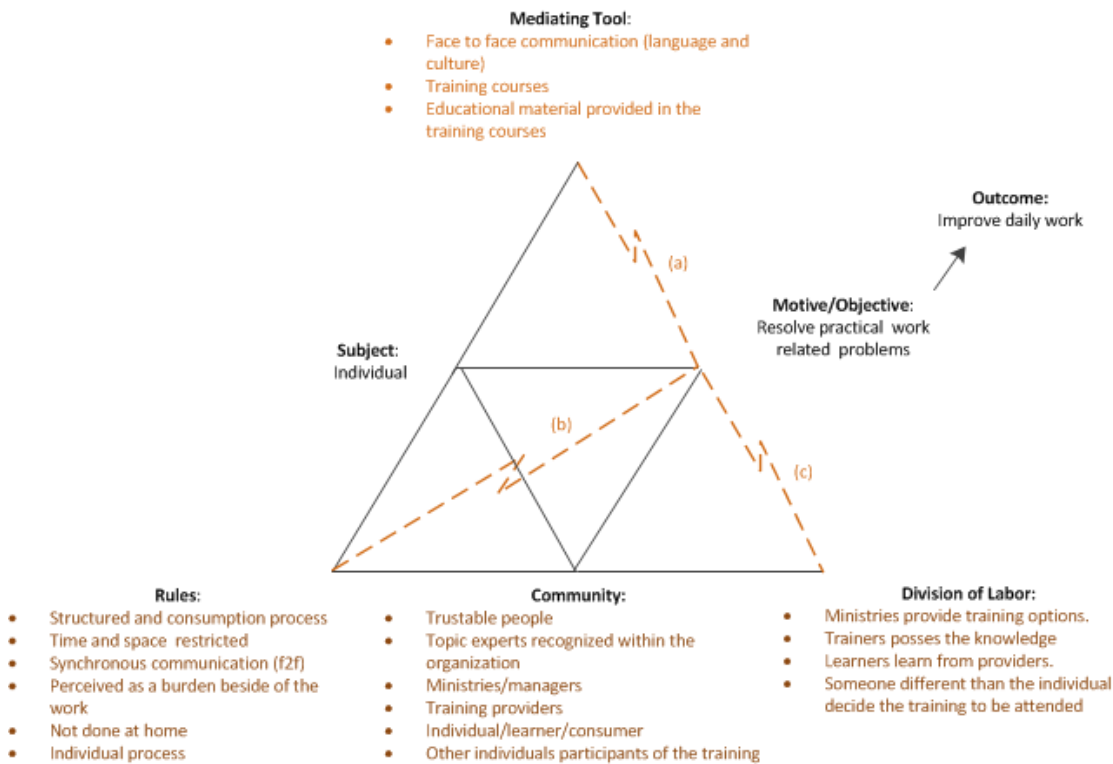 Mediating Tool:
• Face to face communication (language and
culture)
• Training courses
• Educational material provided in the
training courses
Outcome:
Improve daily work
(a)
Motive/Objective:
Resolve practical work
related problems
Subject:
Individual
(b)
(c)
Rules:
• Structured and consumption process
• Time and space restricted
• Synchronous communication (f2f)
• Perceived as a burden beside of the
work
• Not done at home
• Individual process
Community:
• Trustable people
• Topic experts recognized within the
organization
• Ministries/managers
• Training providers
• Individual/learner/consumer
• Other individuals participants of the training
Division of Labor:
• Ministries provide training options.
• Trainers posses the knowledge
• Learners learn from providers.
• Someone different than the individual
decide the training to be attended